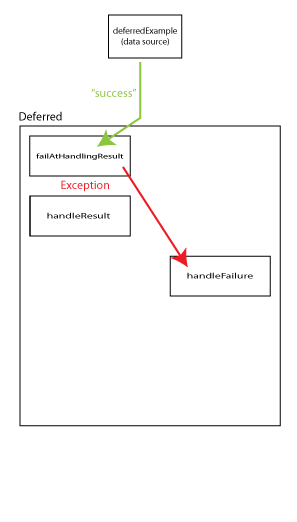 deferredExample
(data source)
"success"
Deferred
failAtHandlingResult
Exception
handleResult
handleFailure